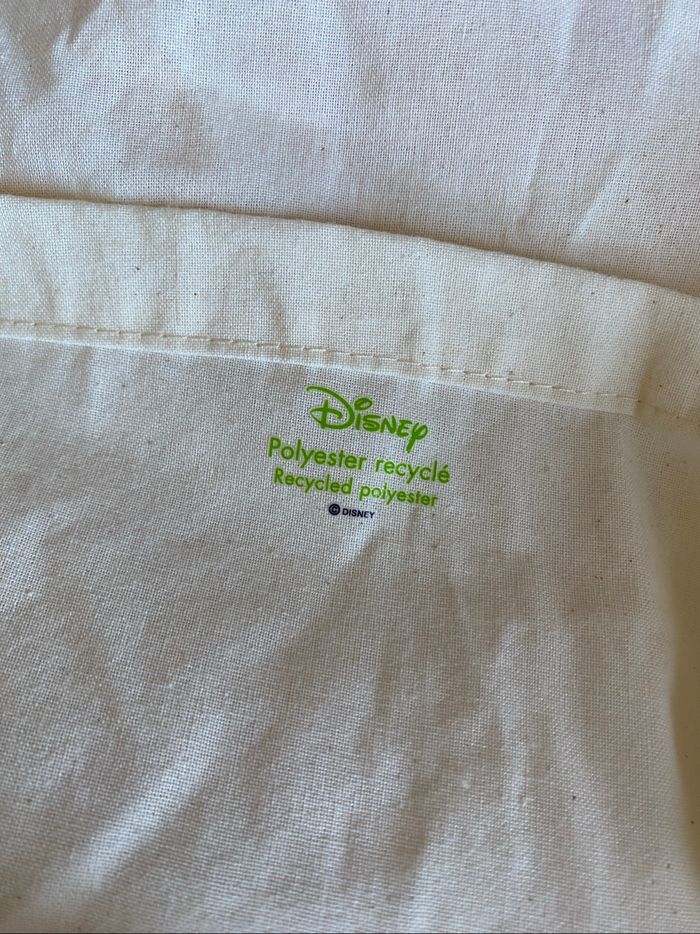 Disney
Polyester recyclé
Recycled polyester
© DISNEY